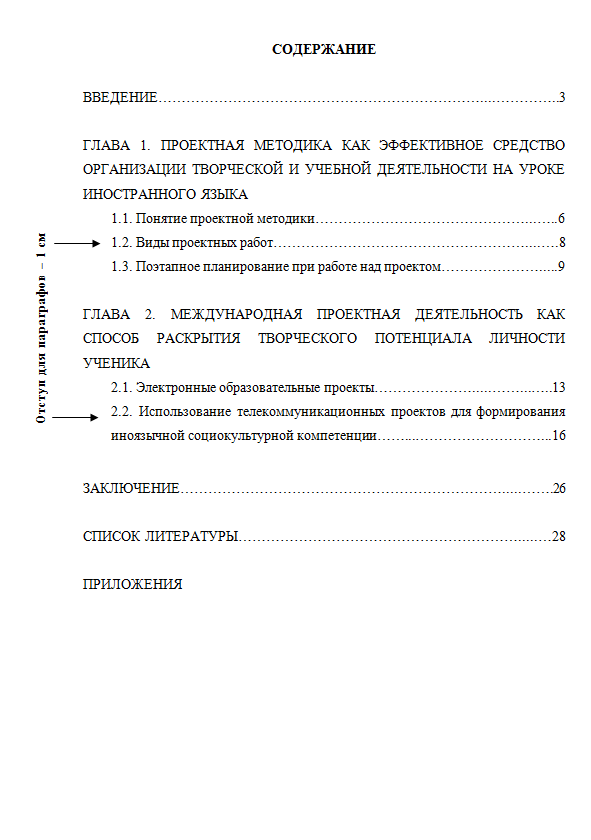 СОДЕРЖАНИЕ
ВВЕДЕНИЕ……………………………………………………………..…………….3
ГЛАВА 1. ПРОЕКТНАЯ МЕТОДИКА КАК ЭФФЕКТИВНОЕ СРЕДСТВО
ОРГАНИЗАЦИИ ТВОРЧЕСКОЙ И УЧЕБНОЙ ДЕЯТЕЛЬНОСТИ НА УРОКЕ
ИНОСТРАННОГО ЯЗЫКА
1.1. Понятие проектной методики………………………………………..…..6
1.2. Виды проектных работ………………………………………………..….8
1.3. Поэтапное планирование при работе над проектом……………………...9
ГЛАВА 2. МЕЖДУНАРОДНАЯ ПРОЕКТНАЯ ДЕЯТЕЛЬНОСТЬ КАК
СПОСОБ РАСКРЫТИЯ ТВОРЧЕСКОГО ПОТЕНЦИАЛА ЛИЧНОСТИ
УЧЕНИКА
2.1. Электронные образовательные проекты…………………………..…..13
2.2. Использование телекоммуникационных проектов для формирования
иноязычной социокультурной компетенции……...………………………...16
ЗАКЛЮЧЕНИЕ……………………………………………………………...…….26
СПИСОК ЛИТЕРАТУРЫ……………………………………………………...…28
ПРИЛОЖЕНИЯ
Отступ для параграфов – 1 см